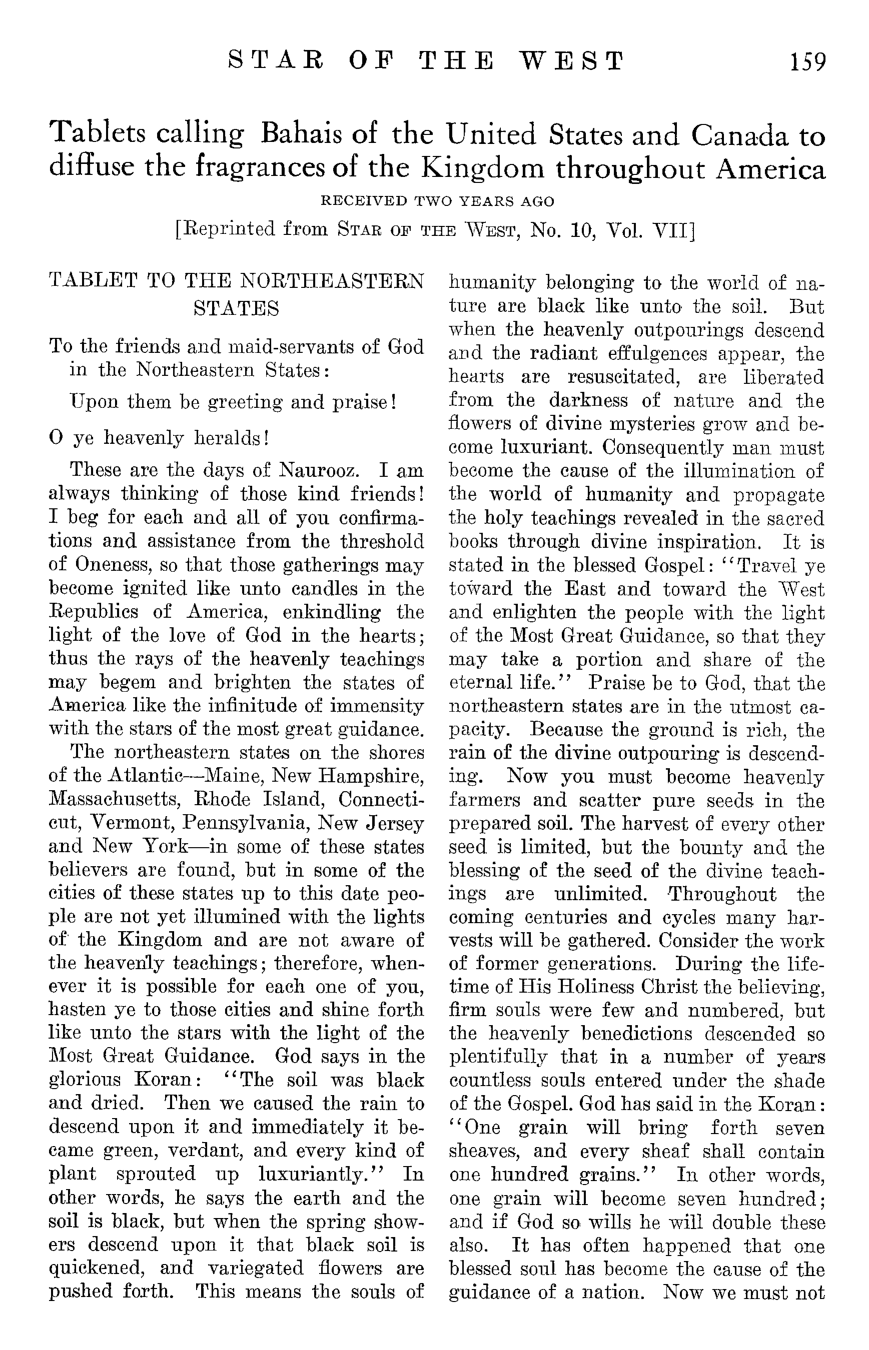 STAR OF THE WEST 159
Tablets calling Bahais of the United States and Canada to
diffuse the fragrances of the Kingdom throughout America
RECEIVED TWO YEARS AGO
[Reprinted from STAR OF THE WEST, No. 10, Vol. VII]
TABLET TO THE NORTHEASTERN
STATES
To the friends and maid-servants of God
in the Northeastern States:
Upon them be greeting and praise!
O ye heavenly heralds!
These are the days of Naurooz. I am
always thinking of those kind friends!
I beg for each and all of you confirma-
tions and assistance from the threshold
of Oneness, so that those gatherings may
become ignited like unto candles in the
Republics of America, enkindling the
light of the love of God in the hearts;
thus the rays of the heavenly teachings
may begem and brighten the states of
America like the infinitude of immensity
with the stars of the most great guidance.
The northeastern states on the shores
of the Atlantic—Maine, New Hampshire,
Massachusetts, Rhode Island, Connecti-
cut, Vermont, Pennsylvania, New Jersey
and New York—in some of these states
believers are found, but in some of the
cities of these states up to this date peo-
ple are not yet illumined with the lights
of the Kingdom and are not aware of
the heavenly teachings; therefore, when-
ever it is possible for each one of you,
hasten ye to those cities and shine forth
like unto the stars with the light of the
Most Great Guidance. God says in the
glorious Koran: "The soil was black
and dried. Then we caused the rain to
descend upon it and immediately it be-
came green, verdant, and every kind of
plant sprouted up luxuriantly." In
other words, he says the earth and the
soil is black, but when the spring show-
ers descend upon it that black soil is
quickened, and variegated flowers are
pushed forth. This means the souls of
humanity belonging to the world of na-
ture are black like unto the soil. But
when the heavenly outpourings descend
and the radiant effulgences appear, the
hearts are resuscitated, are liberated
from the darkness of nature and the
flowers of divine mysteries grow and be-
come luxuriant. Consequently man must
become the cause of the illumination of
the world of humanity and propagate
the holy teachings revealed in the sacred
books through divine inspiration. It is
stated in the blessed Gospel: "Travel ye
toward the East and toward the West
and enlighten the people with the light
of the Most Great Guidance, so that they
may take a portion and share of the
eternal life." Praise be to God, that the
northeastern states are in the utmost ca-
pacity. Because the ground is rich, the
rain of the divine outpouring is descend-
ing. Now you must become heavenly
farmers and scatter pure seeds in the
prepared soil. The harvest of every other
seed is limited, but the bounty and the
blessing of the seed of the divine teach-
ings are unlimited. Throughout the
coming centuries and cycles many har-
vests will be gathered. Consider the work
of former generations. During the life-
time of His Holiness Christ the believing,
firm souls were few and numbered, but
the heavenly benedictions descended so
plentifully that in a number of years
countless souls entered under the shade
of the Gospel. God has said in the Koran:
"One grain will bring forth seven
sheaves, and every sheaf shall contain
one hundred grains." In other words,
one grain will become seven hundred;
and if God so wills he will double these
also. It has often happened that one
blessed soul has become the cause of the
guidance of a nation. Now we must not